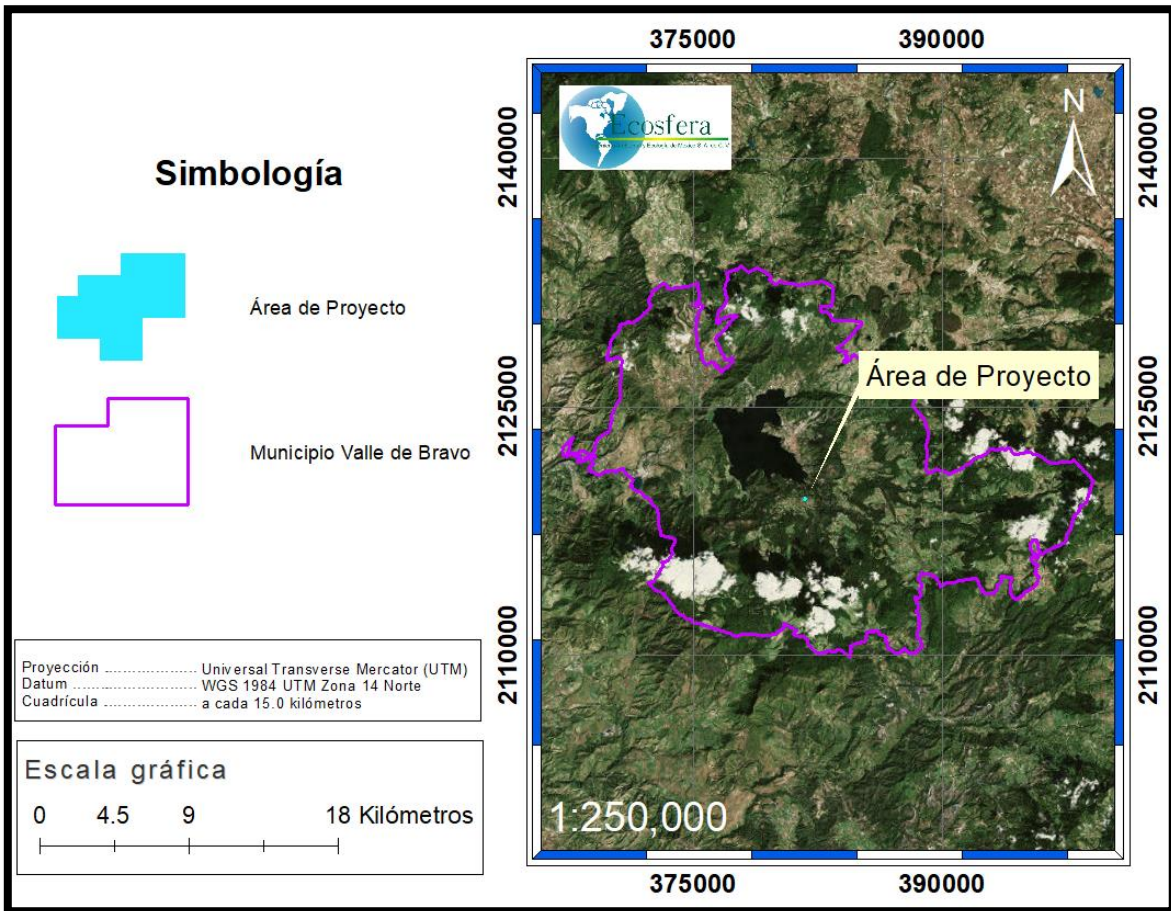 Simbología
Área de Proyecto
Municipio Valle de Bravo
Proyección ........................ Universal Transverse Mercator (UTM)
Datum ............................... WGS 1984 UTM Zona 14 Norte
Cuadrícula ......................... a cada 15.0 kilómetros
Escala gráfica
0 4.5 9 18 Kilómetros
375000 390000
2140000 2140000
2125000 2125000
2110000 2110000
Ecosfera
N
Área de Proyecto
1:250,000
375000 390000